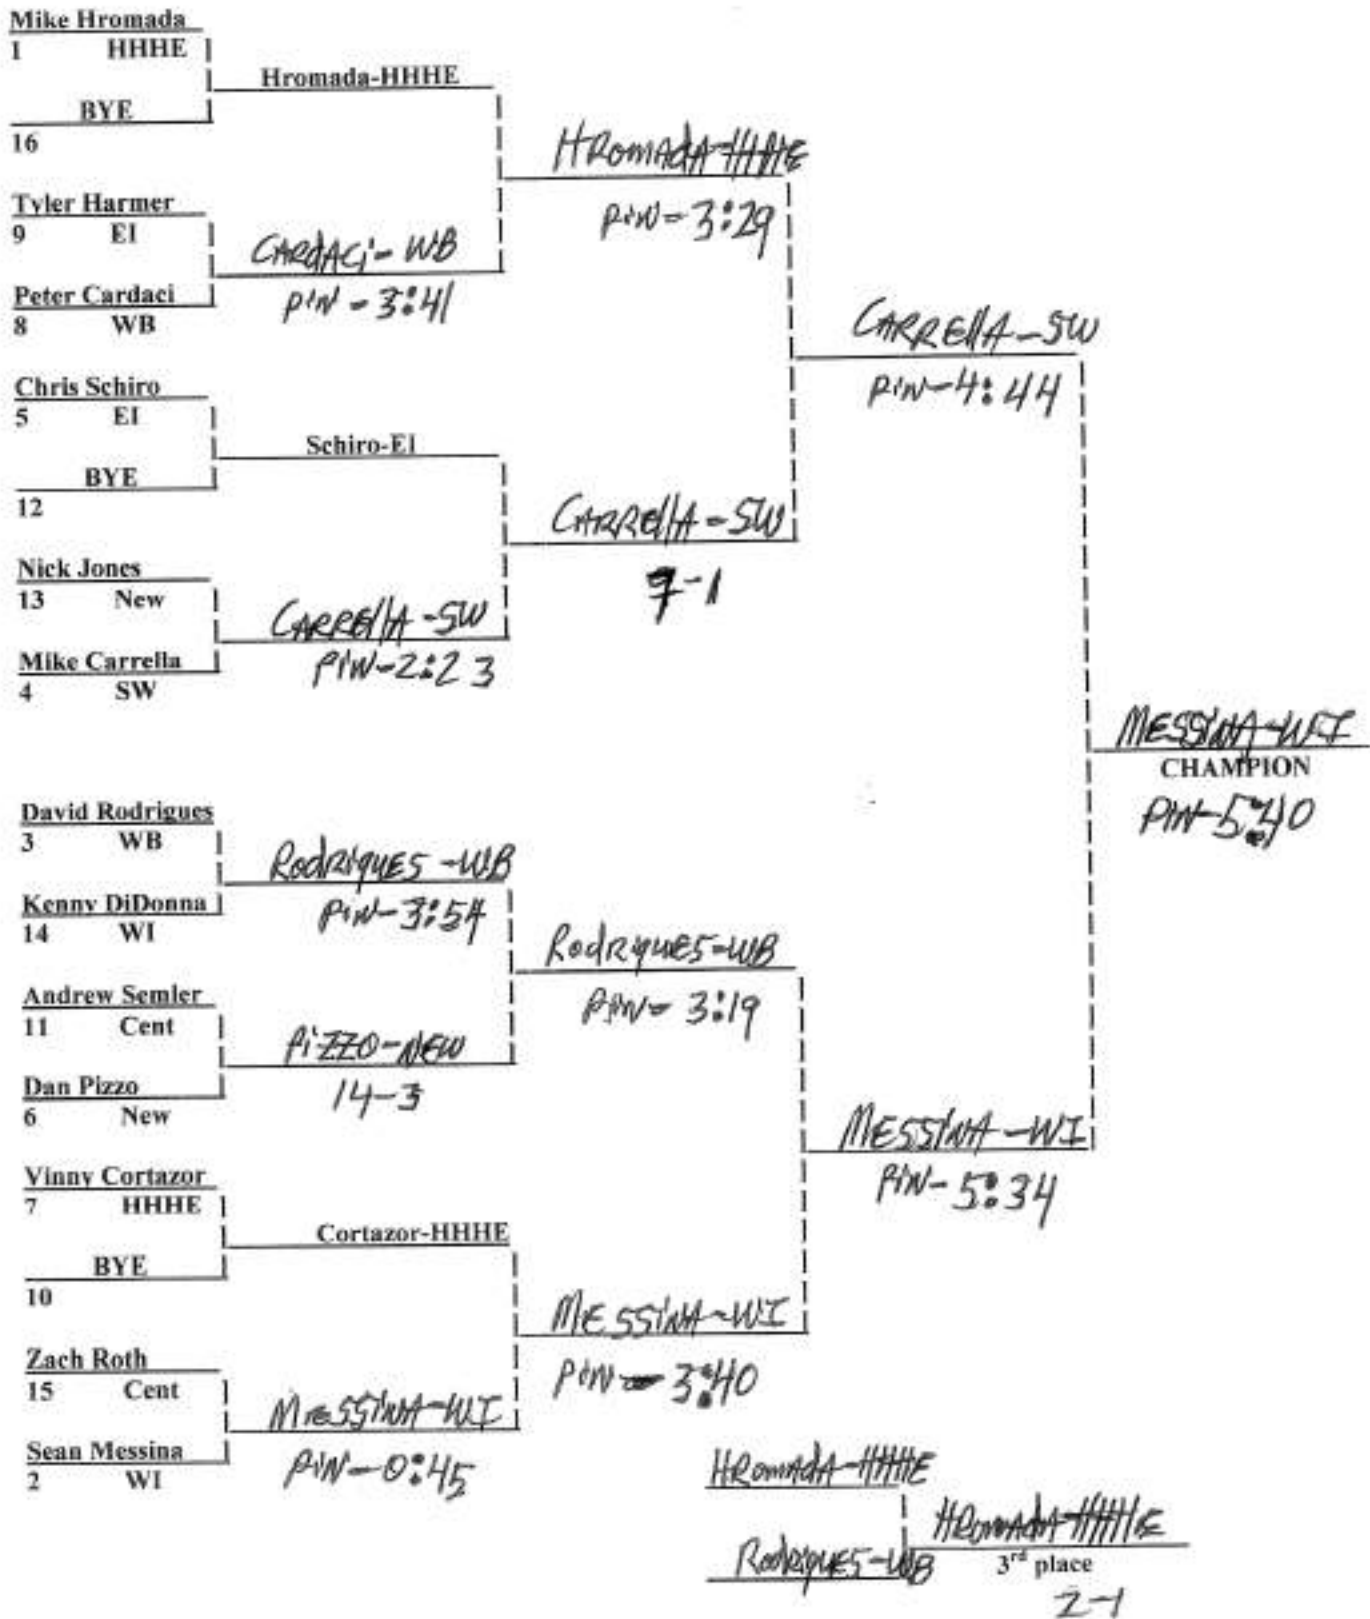 Mike Hromada
1 HHHE
Hromada-HHHE
BYE
16
HRomAdA-HHHE
PiN-3:29
Tyler Harmer
9 EI
CARdACi-WB
PiN-3:41
Peter Cardaci
8 WB
CARREllA-SW
PiN-4:44
Chris Schiro
5 EI
Schiro-EI
BYE
12
CARREllA-SW
7-1
Nick Jones
13 New
CARREllA-SW
PiN-2:23
Mike Carrella
4 SW
MESSiNA-WI
CHAMPION
PiN-5:40
David Rodrigues
3 WB
RodRiquES-WB
PiN-3:54
Kenny DiDonna
14 WI
RodRiquES-WB
PiN-3:19
Andrew Semler
11 Cent
PiZZO-NEW
14-3
Dan Pizzo
6 New
MESSiNA-WI
PiN-5:34
Vinny Cortazor
7 HHHE
Cortazor-HHHE
BYE
10
MESSiNA-WI
PiN-3:40
Zach Roth
15 Cent
MESSiNA-WI
PiN-0:45
Sean Messina
2 WI
HRomAdA-HHHE
HRomAdA-HHHE
3rd place
2-1
RodRiquES-WB